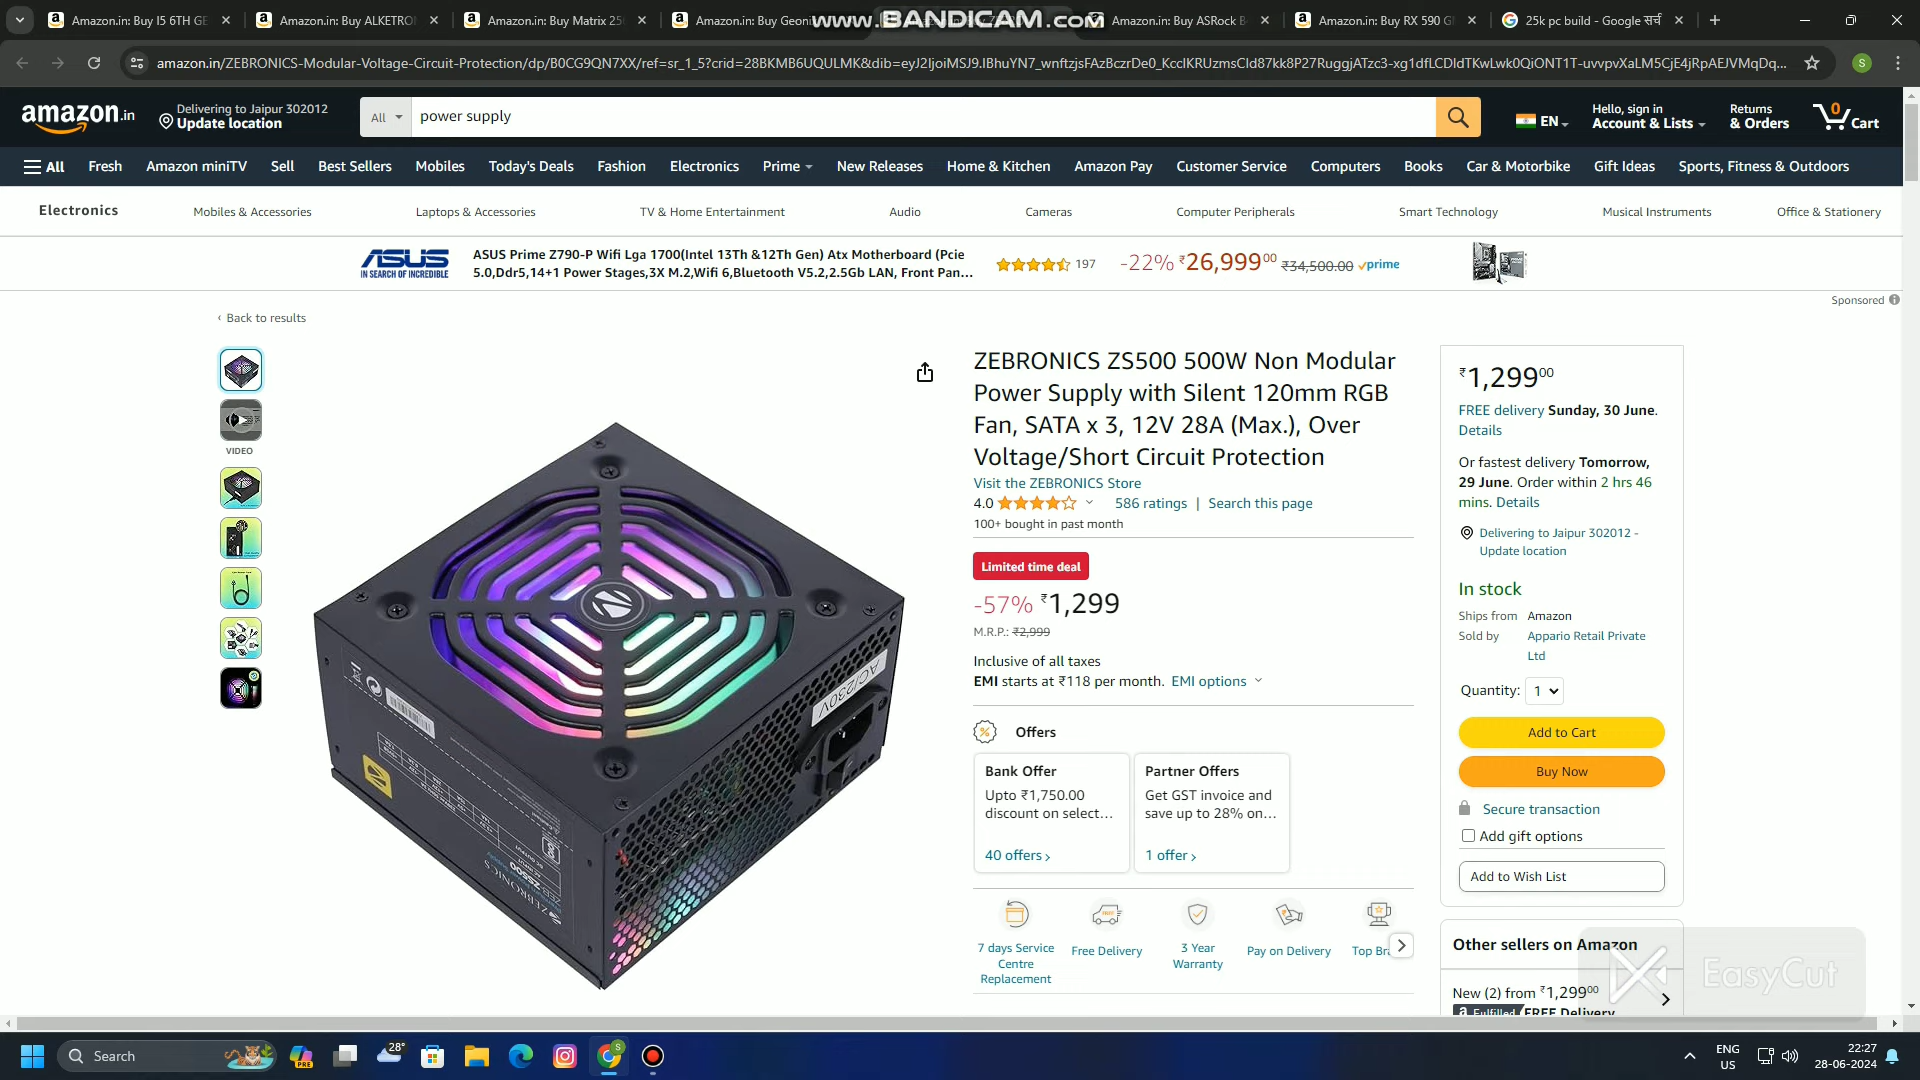 Amazon.in: Buy I5 6TH GE
Amazon.in: Buy ALKETRON
Amazon.in: Buy Matrix 25
Amazon.in: Buy Geoni
www.BANDICAM.com
Amazon.in: Buy ASRock B
Amazon.in: Buy RX 590 G
25k pc build - Google सर्च
amazon.in/ZEBRONICS-Modular-Voltage-Circuit-Protection/dp/B0CG9QN7XX/ref=sr_1_5?crid=28BKMB6UQULMK&dib=eyJ2IjoiMSJ9.IBhuYN7_wnftzjsFAzBczrDe0_KcclKRUzmsCld87kk8P27RuggjATzc3-xg1dfLCDIdTKwLwk0QiONT1T-uvvpvXaLM5CjE4jRpAEJVMqDq...
S
amazon.in
Delivering to Jaipur 302012
Update location
All
power supply
EN
Hello, sign in
Account & Lists
Returns
& Orders
0
Cart
All
Fresh
Amazon miniTV
Sell
Best Sellers
Mobiles
Today's Deals
Fashion
Electronics
Prime
New Releases
Home & Kitchen
Amazon Pay
Customer Service
Computers
Books
Car & Motorbike
Gift Ideas
Sports, Fitness & Outdoors
Electronics
Mobiles & Accessories
Laptops & Accessories
TV & Home Entertainment
Audio
Cameras
Computer Peripherals
Smart Technology
Musical Instruments
Office & Stationery
ASUS
IN SEARCH OF INCREDIBLE
ASUS Prime Z790-P Wifi Lga 1700(Intel 13Th &12Th Gen) Atx Motherboard (Pcie
5.0,Ddr5,14+1 Power Stages,3X M.2,Wifi 6,Bluetooth V5.2,2.5Gb LAN, Front Pan...
197
-22% ₹26,999.00 ₹34,500.00 prime
Sponsored
‹ Back to results
VIDEO
AC/230V
ZS500
ZEBRONICS
ZEBRONICS ZS500 500W Non Modular
Power Supply with Silent 120mm RGB
Fan, SATA x 3, 12V 28A (Max.), Over
Voltage/Short Circuit Protection
Visit the ZEBRONICS Store
4.0
586 ratings | Search this page
100+ bought in past month
Limited time deal
-57% ₹1,299
M.R.P.: ₹2,999
Inclusive of all taxes
EMI starts at ₹118 per month. EMI options
Offers
Bank Offer
Upto ₹1,750.00
discount on select...
40 offers ›
Partner Offers
Get GST invoice and
save up to 28% on...
1 offer ›
7 days Service
Centre
Replacement
Free Delivery
3 Year
Warranty
Pay on Delivery
Top Br
₹1,299.00
FREE delivery Sunday, 30 June.
Details
Or fastest delivery Tomorrow,
29 June. Order within 2 hrs 46
mins. Details
Delivering to Jaipur 302012 -
Update location
In stock
Ships from Amazon
Sold by Appario Retail Private
Ltd
Quantity: 1
Add to Cart
Buy Now
Secure transaction
Add gift options
Add to Wish List
Other sellers on Amazon
New (2) from ₹1,299.00
Fulfilled FREE Delivery
EasyCut
Search
PRE
28°
S
ENG
US
22:27
28-06-2024